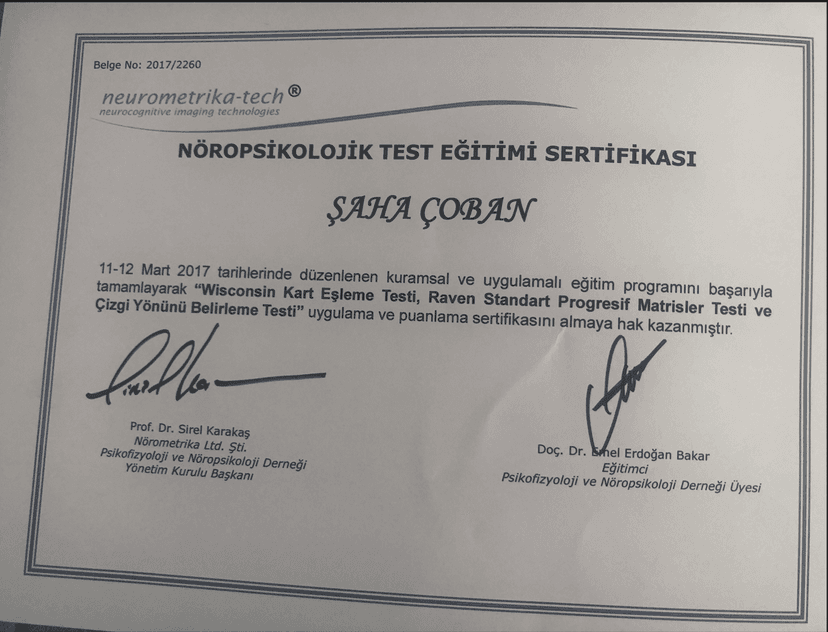 Belge No: 2017/2260
neurometrika-tech®
neurocognitive imaging technologies
NÖROPSİKOLOJİK TEST EĞİTİMİ SERTİFİKASI
ŞAHA ÇOBAN
11-12 Mart 2017 tarihlerinde düzenlenen kuramsal ve uygulamalı eğitim programını başarıyla
tamamlayarak “Wisconsin Kart Eşleme Testi, Raven Standart Progresif Matrisler Testi ve
Çizgi Yönünü Belirleme Testi” uygulama ve puanlama sertifikasını almaya hak kazanmıştır.
Prof. Dr. Sirel Karakaş
Nörometrika Ltd. Şti.
Psikofizyoloji ve Nöropsikoloji Derneği
Yönetim Kurulu Başkanı
Doç. Dr. Emel Erdoğan Bakar
Eğitimci
Psikofizyoloji ve Nöropsikoloji Derneği Üyesi